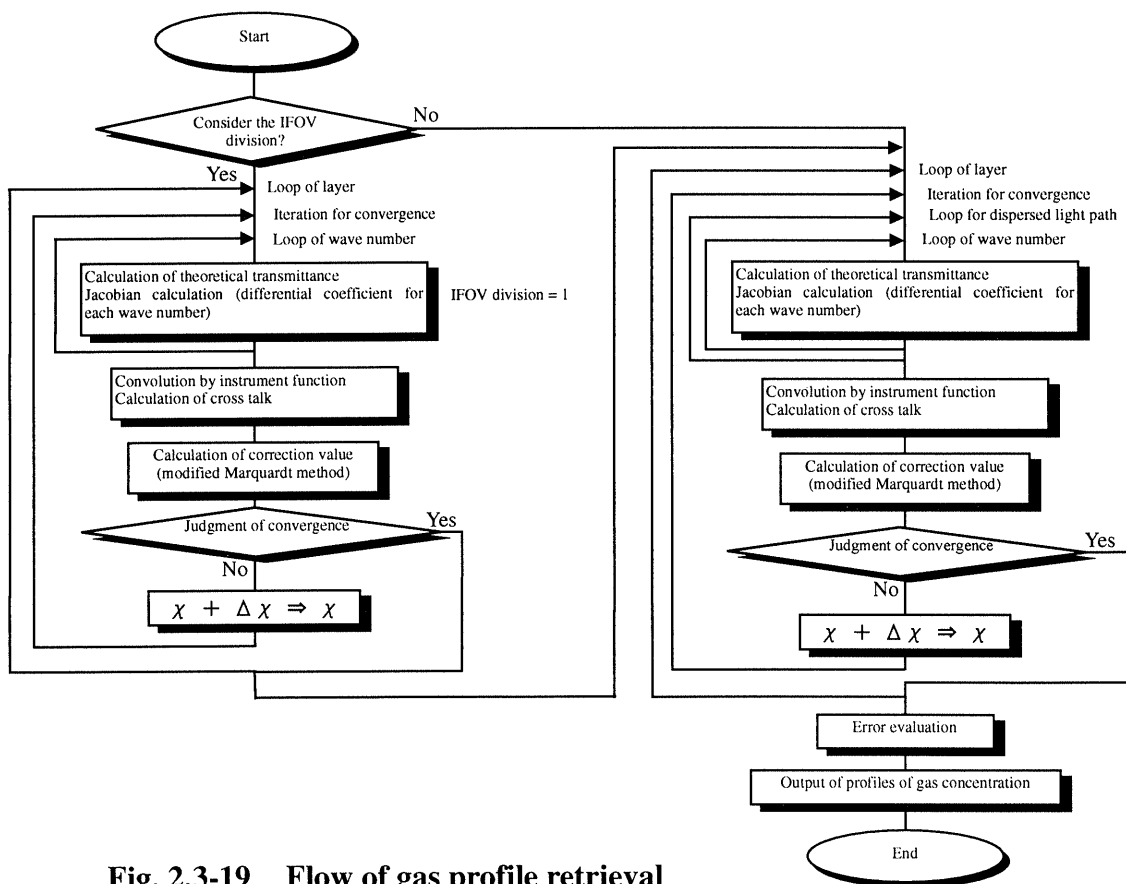 Start
Consider the IFOV
division?
No
Yes
Loop of layer
Iteration for convergence
Loop of wave number
Calculation of theoretical transmittance
Jacobian calculation (differential coefficient for
each wave number)
IFOV division = 1
Convolution by instrument function
Calculation of cross talk
Calculation of correction value
(modified Marquardt method)
Judgment of convergence
Yes
No
χ + Δ χ ⇒ χ
Loop of layer
Iteration for convergence
Loop for dispersed light path
Loop of wave number
Calculation of theoretical transmittance
Jacobian calculation (differential coefficient for
each wave number)
Convolution by instrument function
Calculation of cross talk
Calculation of correction value
(modified Marquardt method)
Judgment of convergence
Yes
No
χ + Δ χ ⇒ χ
Error evaluation
Output of profiles of gas concentration
End
Fig. 2.3-19 Flow of gas profile retrieval